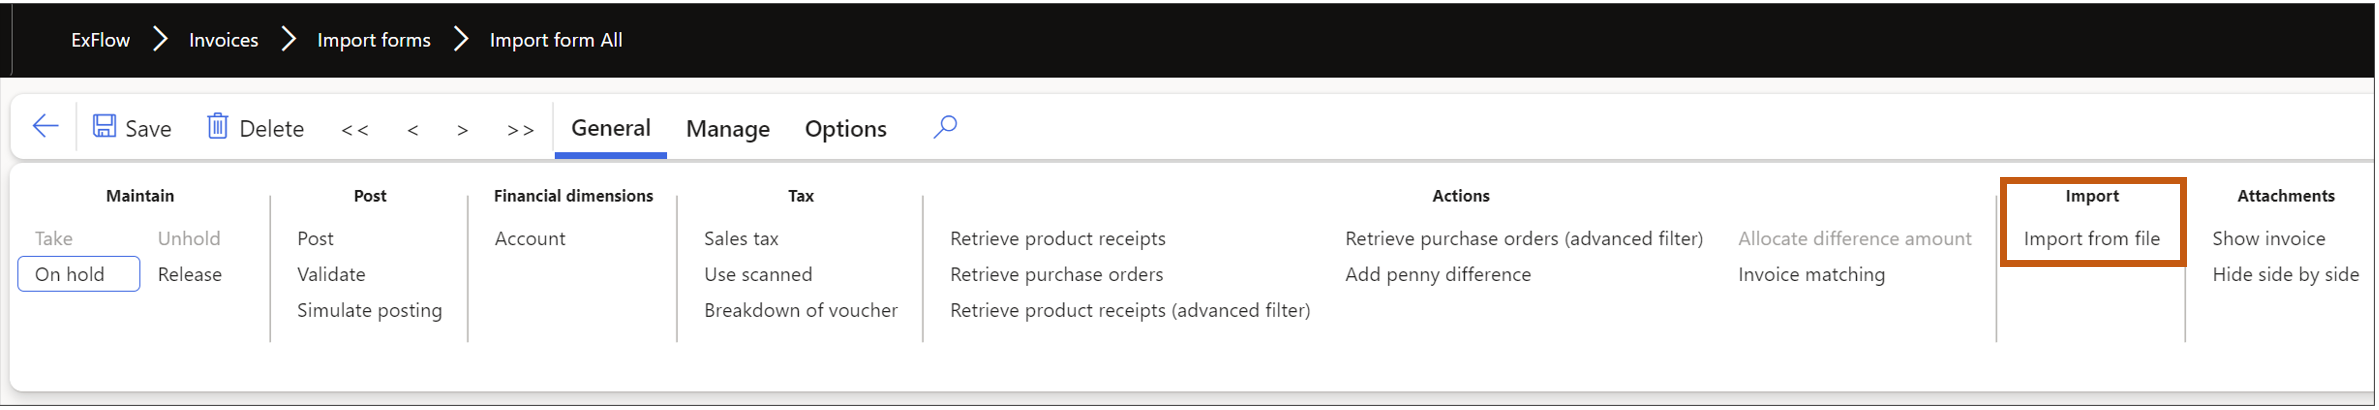 ExFlow > Invoices > Import forms > Import form All
Save Delete << < > >> General Manage Options
Maintain
Take Unhold
On hold Release
Post
Post
Validate
Simulate posting
Financial dimensions
Account
Tax
Sales tax
Use scanned
Breakdown of voucher
Actions
Retrieve product receipts Retrieve purchase orders (advanced filter) Allocate difference amount
Retrieve purchase orders Add penny difference Invoice matching
Retrieve product receipts (advanced filter)
Import
Import from file
Attachments
Show invoice
Hide side by side